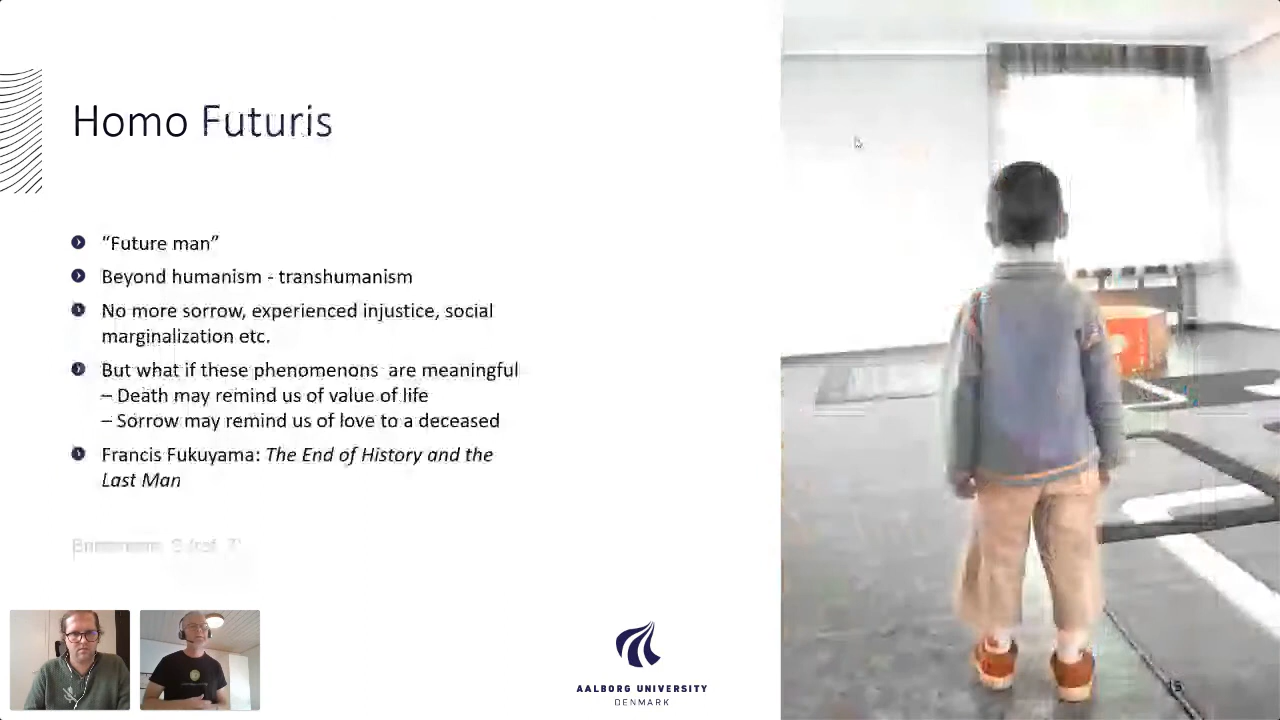 Homo Futuris
“Future man”
Beyond humanism - transhumanism
No more sorrow, experienced injustice, social
marginalization etc.
But what if these phenomenons are meaningful
– Death may remind us of value of life
– Sorrow may remind us of love to a deceased
Francis Fukuyama: The End of History and the
Last Man
AALBORG UNIVERSITY
DENMARK
15